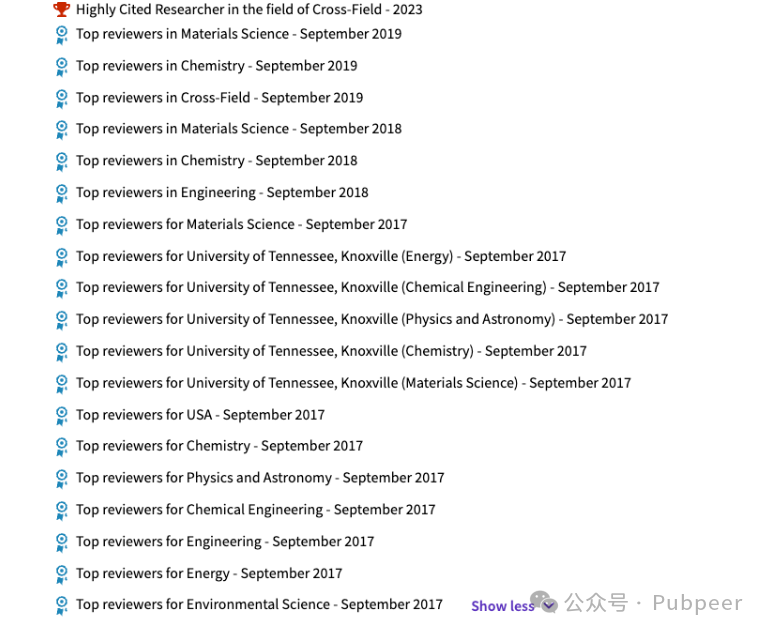 Highly Cited Researcher in the field of Cross-Field - 2023
Top reviewers in Materials Science - September 2019
Top reviewers in Chemistry - September 2019
Top reviewers in Cross-Field - September 2019
Top reviewers in Materials Science - September 2018
Top reviewers in Chemistry - September 2018
Top reviewers in Engineering - September 2018
Top reviewers for Materials Science - September 2017
Top reviewers for University of Tennessee, Knoxville (Energy) - September 2017
Top reviewers for University of Tennessee, Knoxville (Chemical Engineering) - September 2017
Top reviewers for University of Tennessee, Knoxville (Physics and Astronomy) - September 2017
Top reviewers for University of Tennessee, Knoxville (Chemistry) - September 2017
Top reviewers for University of Tennessee, Knoxville (Materials Science) - September 2017
Top reviewers for USA - September 2017
Top reviewers for Chemistry - September 2017
Top reviewers for Physics and Astronomy - September 2017
Top reviewers for Chemical Engineering - September 2017
Top reviewers for Engineering - September 2017
Top reviewers for Energy - September 2017
Top reviewers for Environmental Science - September 2017 Show less 公众号 · Pubpeer